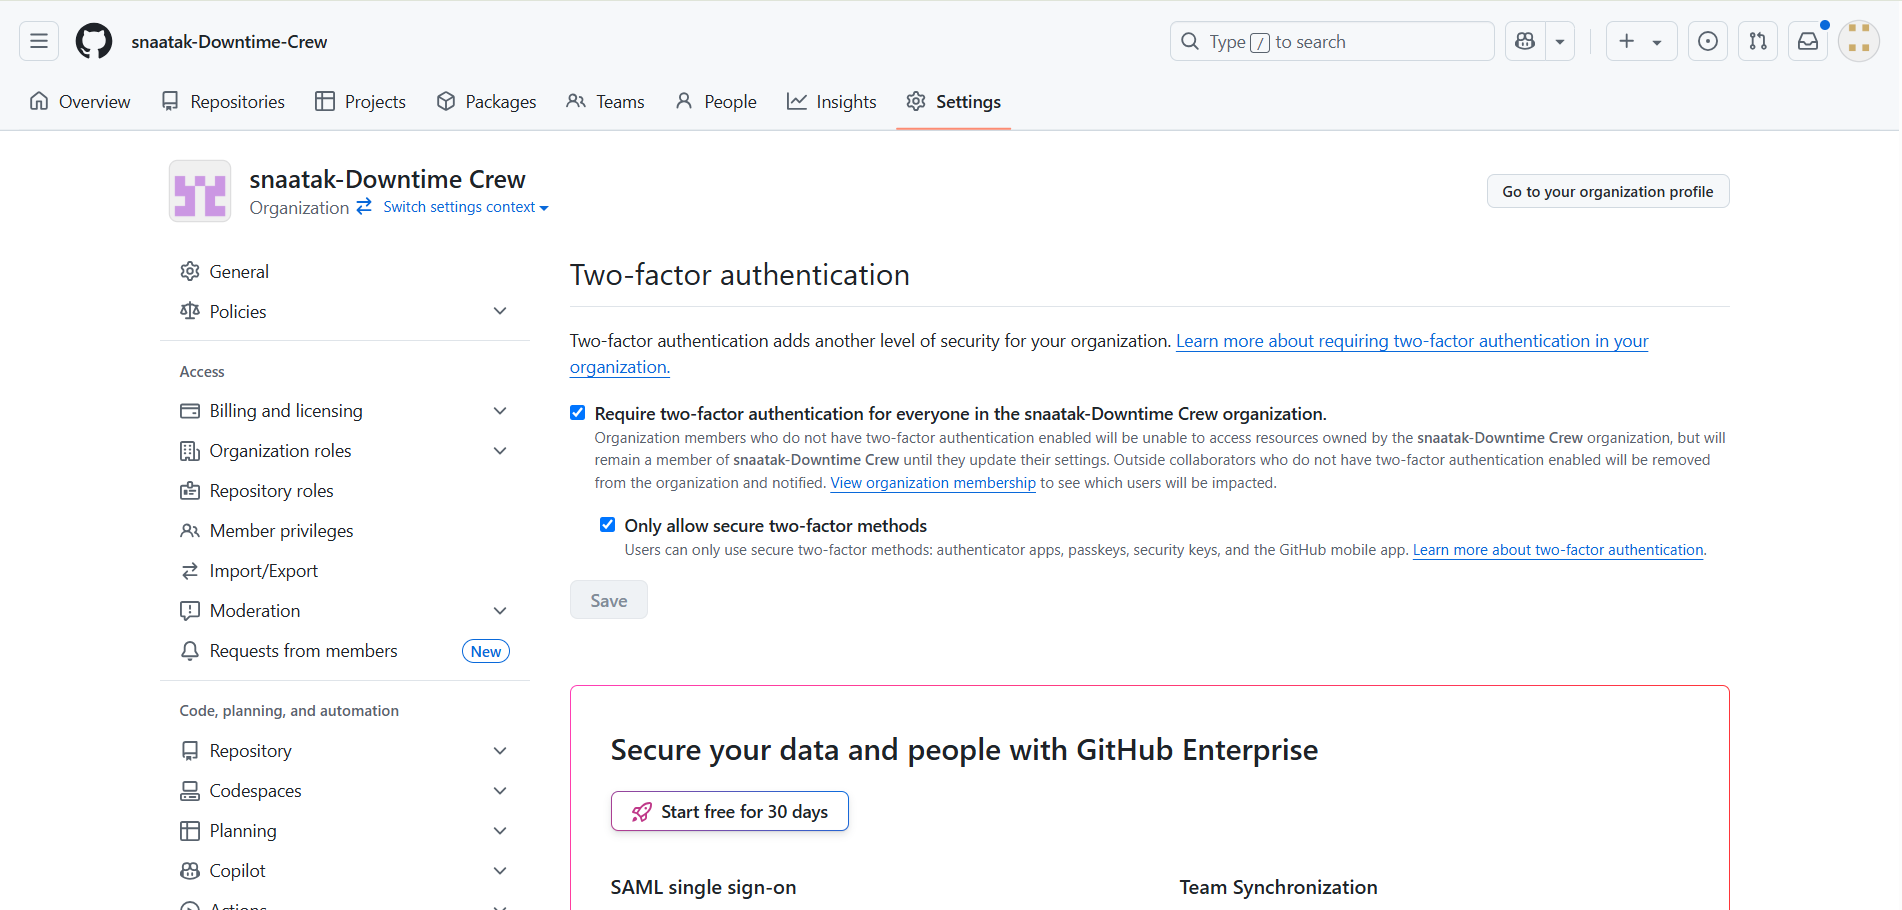 snaatak-Downtime-Crew
Type / to search
Overview
Repositories
Projects
Packages
Teams
People
Insights
Settings
snaatak-Downtime Crew
Organization Switch settings context
Go to your organization profile
General
Policies
Access
Billing and licensing
Organization roles
Repository roles
Member privileges
Import/Export
Moderation
Requests from members New
Code, planning, and automation
Repository
Codespaces
Planning
Copilot
Actions
Two-factor authentication
Two-factor authentication adds another level of security for your organization. Learn more about requiring two-factor authentication in your
organization.
Require two-factor authentication for everyone in the snaatak-Downtime Crew organization.
Organization members who do not have two-factor authentication enabled will be unable to access resources owned by the snaatak-Downtime Crew organization, but will
remain a member of snaatak-Downtime Crew until they update their settings. Outside collaborators who do not have two-factor authentication enabled will be removed
from the organization and notified. View organization membership to see which users will be impacted.
Only allow secure two-factor methods
Users can only use secure two-factor methods: authenticator apps, passkeys, security keys, and the GitHub mobile app. Learn more about two-factor authentication.
Save
Secure your data and people with GitHub Enterprise
Start free for 30 days
SAML single sign-on
Team Synchronization